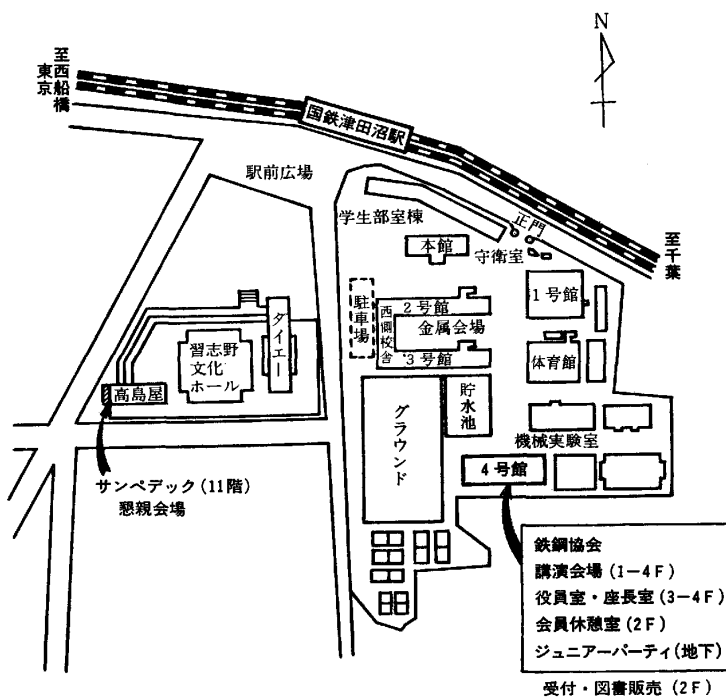 N
至西船橋
東京
国鉄津田沼駅
駅前広場
学生部室棟
正門
至千葉
本館
守衛室
駐車場
西側校舎
2号館
金属会場
3号館
1号館
体育館
ダイエー
習志野
文化
ホール
高島屋
グラウンド
貯水池
機械実験室
4号館
サンペデック(11階)
懇親会場
鉄鋼協会
講演会場(1-4F)
役員室・座長室(3-4F)
会員休憩室(2F)
ジュニアーパーティ(地下)
受付・図書販売(2F)